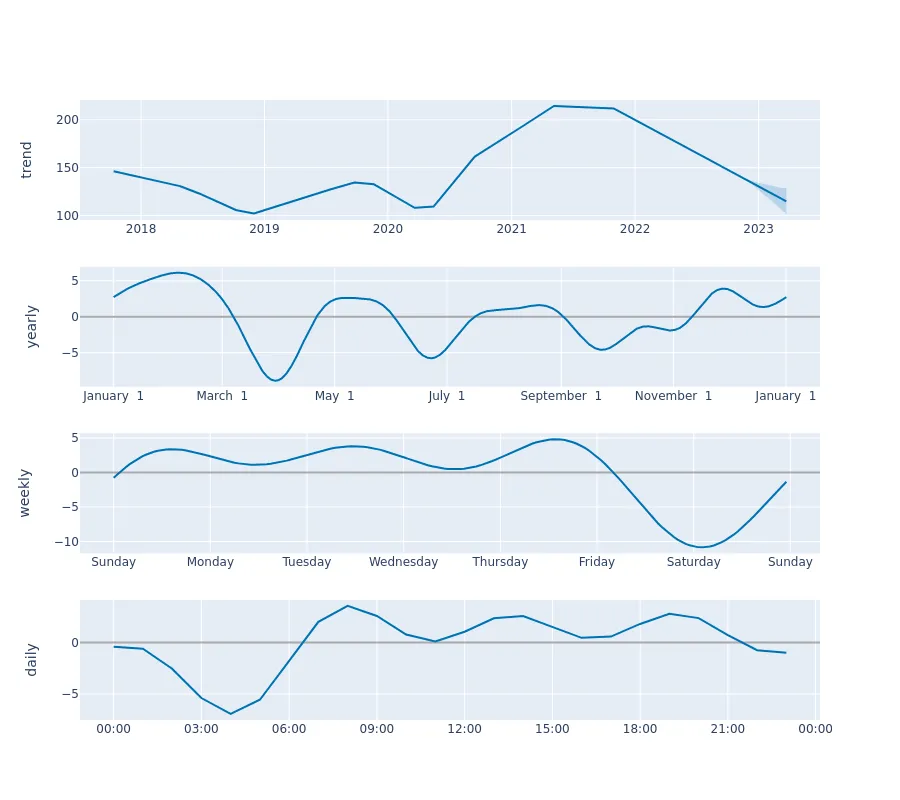 trend
200
150
100
2018 2019 2020 2021 2022 2023
yearly
5
0
−5
January 1 March 1 May 1 July 1 September 1 November 1 January 1
weekly
5
0
−5
−10
Sunday Monday Tuesday Wednesday Thursday Friday Saturday Sunday
daily
0
−5
00:00 03:00 06:00 09:00 12:00 15:00 18:00 21:00 00:00